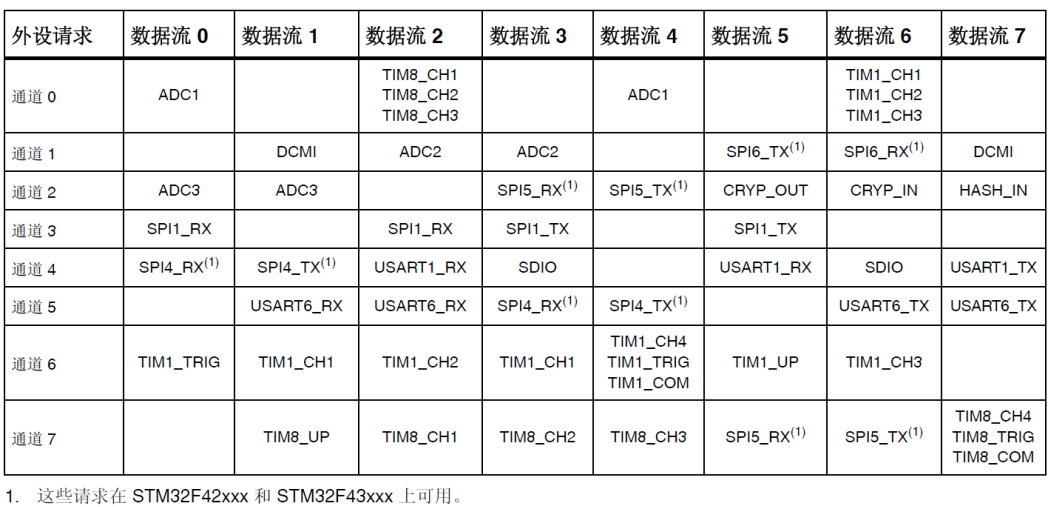 外设请求 数据流 0 数据流 1 数据流 2 数据流 3 数据流 4 数据流 5 数据流 6 数据流 7
通道 0 ADC1 TIM8_CH1 TIM8_CH2 TIM8_CH3 ADC1 TIM1_CH1 TIM1_CH2 TIM1_CH3
通道 1 DCMI ADC2 ADC2 SPI6_TX(1) SPI6_RX(1) DCMI
通道 2 ADC3 ADC3 SPI5_RX(1) SPI5_TX(1) CRYP_OUT CRYP_IN HASH_IN
通道 3 SPI1_RX SPI1_RX SPI1_TX SPI1_TX
通道 4 SPI4_RX(1) SPI4_TX(1) USART1_RX SDIO USART1_RX SDIO USART1_TX
通道 5 USART6_RX USART6_RX SPI4_RX(1) SPI4_TX(1) USART6_TX USART6_TX
通道 6 TIM1_TRIG TIM1_CH1 TIM1_CH2 TIM1_CH1 TIM1_CH4 TIM1_TRIG TIM1_COM TIM1_UP TIM1_CH3
通道 7 TIM8_UP TIM8_CH1 TIM8_CH2 TIM8_CH3 SPI5_RX(1) SPI5_TX(1) TIM8_CH4 TIM8_TRIG TIM8_COM
1. 这些请求在 STM32F42xxx 和 STM32F43xxx 上可用。